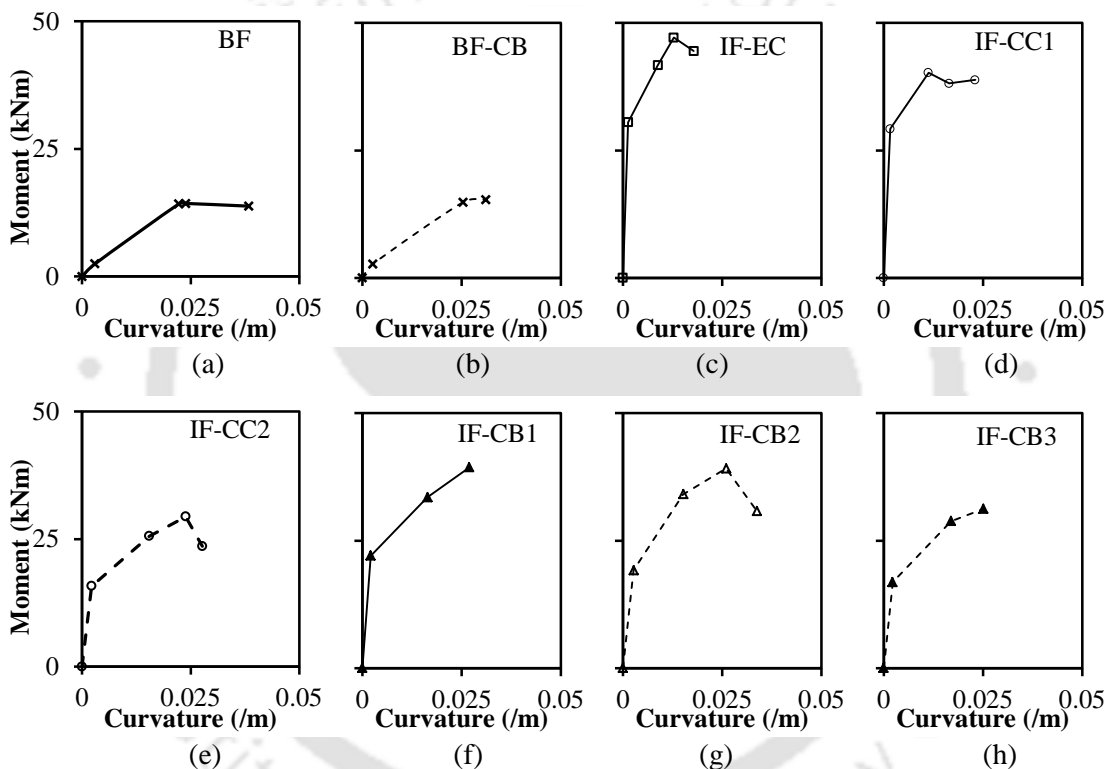 50
BF
BF-CB
IF-EC
IF-CC1
Moment (kNm)
25
0
0 0.025 0.05
0 0.025 0.05
0 0.025 0.05
0 0.025 0.05
Curvature (/m)
Curvature (/m)
Curvature (/m)
Curvature (/m)
(a)
(b)
(c)
(d)
50
IF-CC2
IF-CB1
IF-CB2
IF-CB3
Moment (kNm)
25
0
0 0.025 0.05
0 0.025 0.05
0 0.025 0.05
0 0.025 0.05
Curvature (/m)
Curvature (/m)
Curvature (/m)
Curvature (/m)
(e)
(f)
(g)
(h)